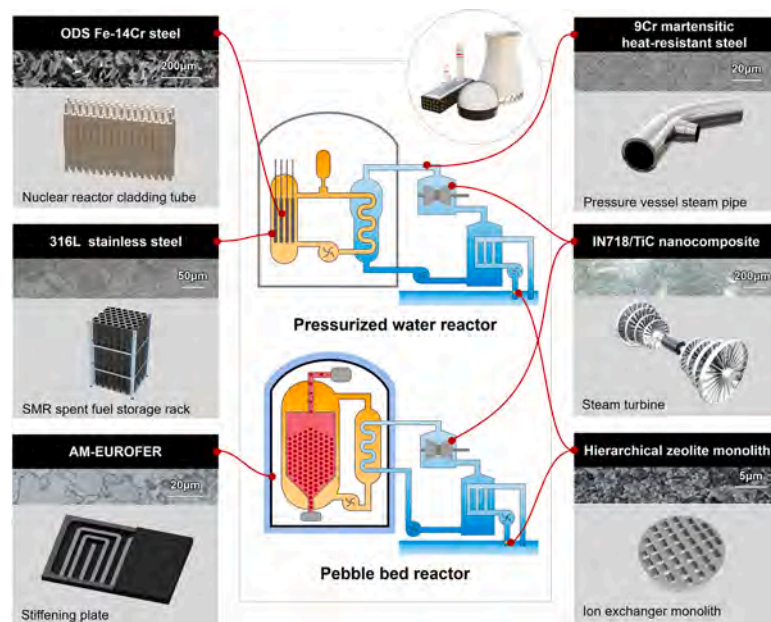 ODS Fe-14Cr steel
200μm
Nuclear reactor cladding tube
316L stainless steel
50μm
SMR spent fuel storage rack
AM-EUROFER
20μm
Stiffening plate
Pressurized water reactor
Pebble bed reactor
9Cr martensitic
heat-resistant steel
20μm
Pressure vessel steam pipe
IN718/TiC nanocomposite
200μm
Steam turbine
Hierarchical zeolite monolith
5μm
Ion exchanger monolith